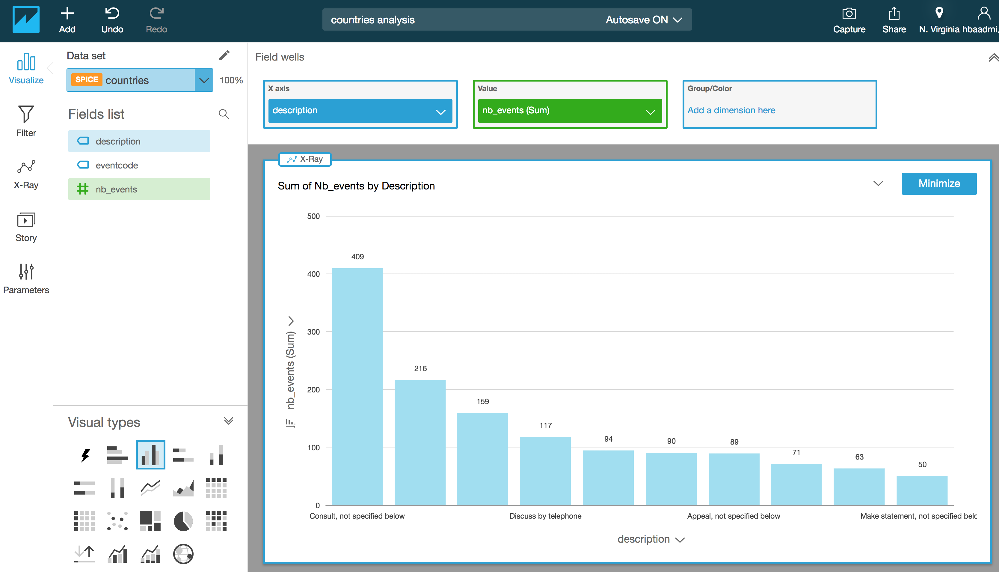 Add
Undo
Redo
countries analysis
Autosave ON
Capture
Share
N. Virginia
hbaadmi.
Visualize
Filter
X-Ray
Story
Parameters
Data set
SPICE countries
100%
Fields list
description
eventcode
nb_events
Visual types
Field wells
X axis
description
Value
nb_events (Sum)
Group/Color
Add a dimension here
X-Ray
Sum of Nb_events by Description
Minimize
nb_events (Sum)
500
400
300
200
100
0
409
216
159
117
94
90
89
71
63
50
Consult, not specified below
Discuss by telephone
Appeal, not specified below
Make statement, not specified belc
description